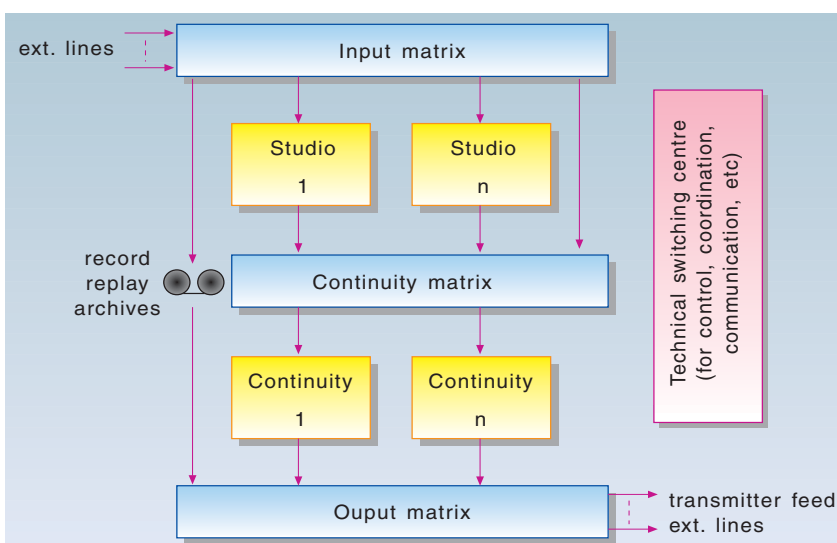 ext. lines
Input matrix
Studio
1
Studio
n
Technical switching centre
(for control, coordination,
communication, etc)
record
replay
archives
Continuity matrix
Continuity
1
Continuity
n
Ouput matrix
transmitter feed
ext. lines